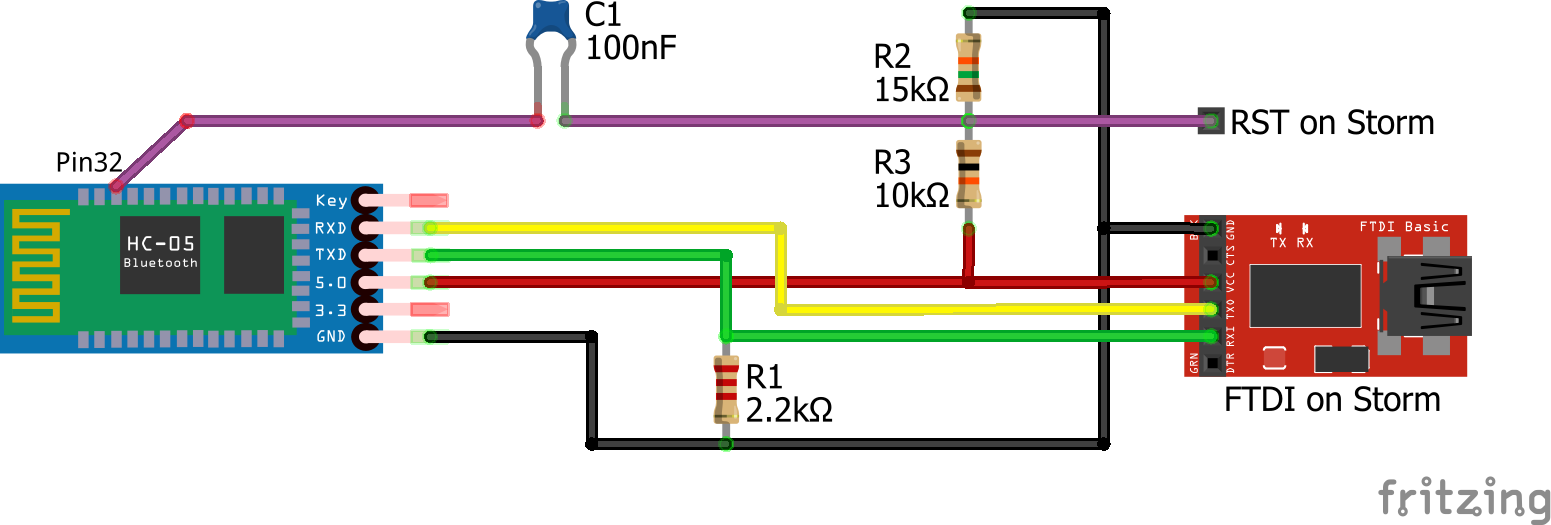 C1
100nF
R2
15kΩ
RST on Storm
Pin32
R3
10kΩ
HC-05
Bluetooth
Key
RXD
TXD
5.0
3.3
GND
FTDI Basic
TX RX
GND
CTS
VCC
TXO
RXI
DTR
GRN
R1
2.2kΩ
FTDI on Storm
fritzing